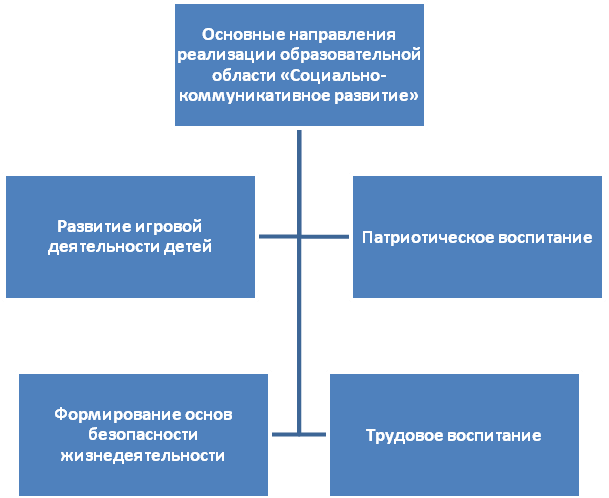 Основные направления
реализации образовательной
области «Социально-
коммуникативное развитие»
Развитие игровой
деятельности детей
Патриотическое воспитание
Формирование основ
безопасности
жизнедеятельности
Трудовое воспитание